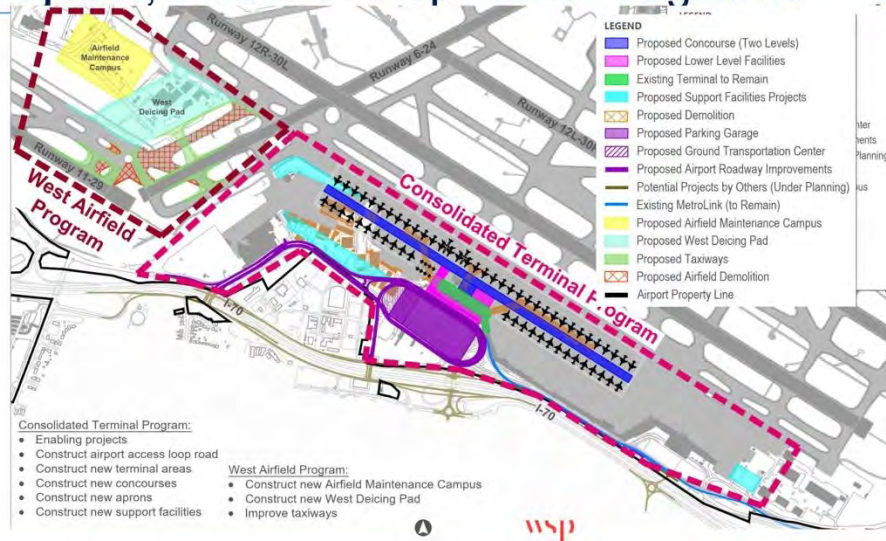 Runway 12R-30L
Runway 6-24
Runway 12L-30R
Airfield
Maintenance
Campus
West
Deicing Pad
Runway 11-29
West Airfield
Program
Consolidated Terminal Program
I-70
I-70
LEGEND
Proposed Concourse (Two Levels)
Proposed Lower Level Facilities
Existing Terminal to Remain
Proposed Support Facilities Projects
Proposed Demolition
Proposed Parking Garage
Proposed Ground Transportation Center
Proposed Airport Roadway Improvements
Potential Projects by Others (Under Planning)
Existing MetroLink (to Remain)
Proposed Airfield Maintenance Campus
Proposed West Deicing Pad
Proposed Taxiways
Proposed Airfield Demolition
Airport Property Line
Consolidated Terminal Program:
• Enabling projects
• Construct airport access loop road
• Construct new terminal areas
• Construct new concourses
• Construct new aprons
• Construct new support facilities
West Airfield Program:
• Construct new Airfield Maintenance Campus
• Construct new West Deicing Pad
• Improve taxiways
wsp